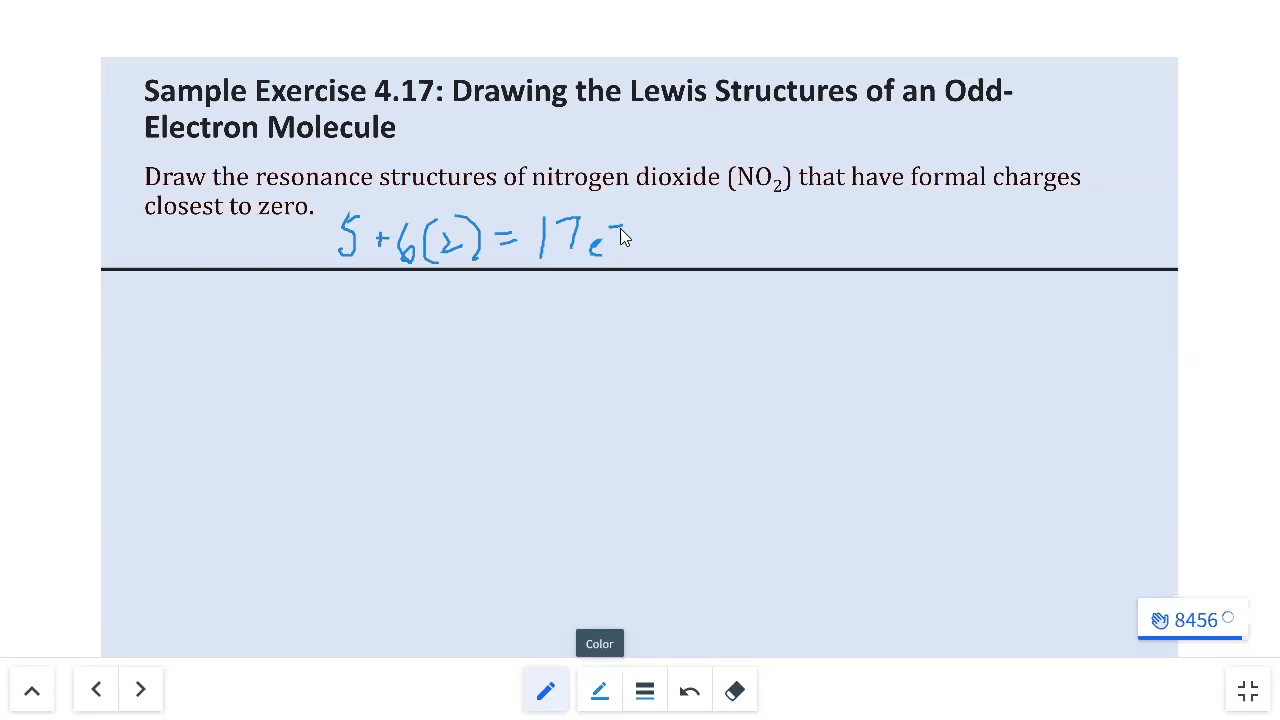 Sample Exercise 4.17: Drawing the Lewis Structures of an Odd-
Electron Molecule
Draw the resonance structures of nitrogen dioxide (NO₂) that have formal charges
closest to zero.
5 + 6(2) = 17e⁻
8456
Color